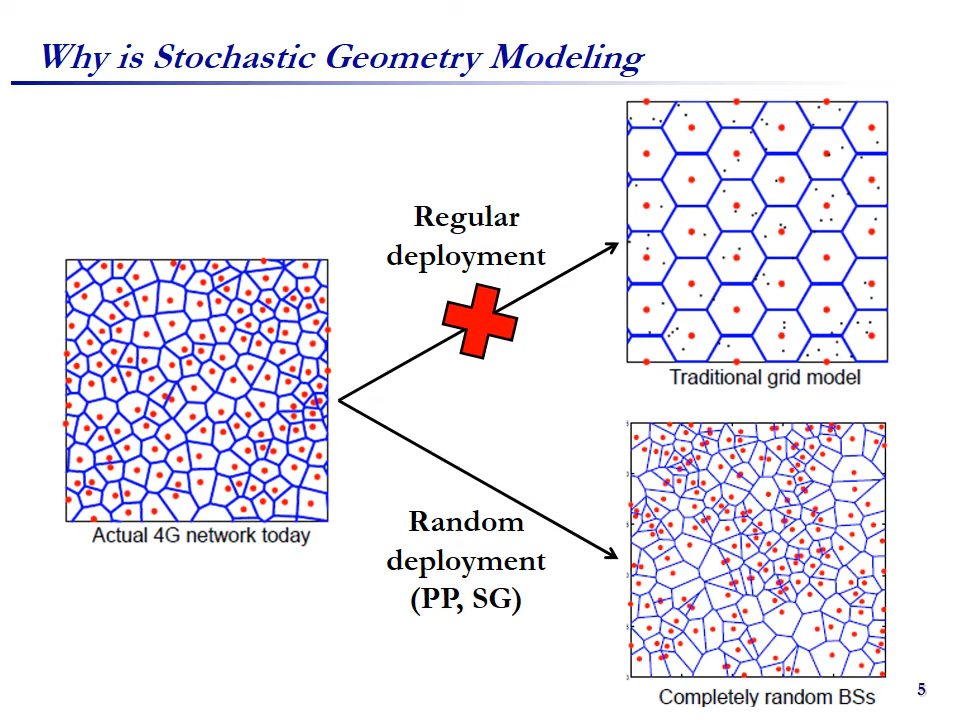 Why is Stochastic Geometry Modeling
Regular
deployment
Traditional grid model
Actual 4G network today
Random
deployment
(PP, SG)
Completely random BSs
5